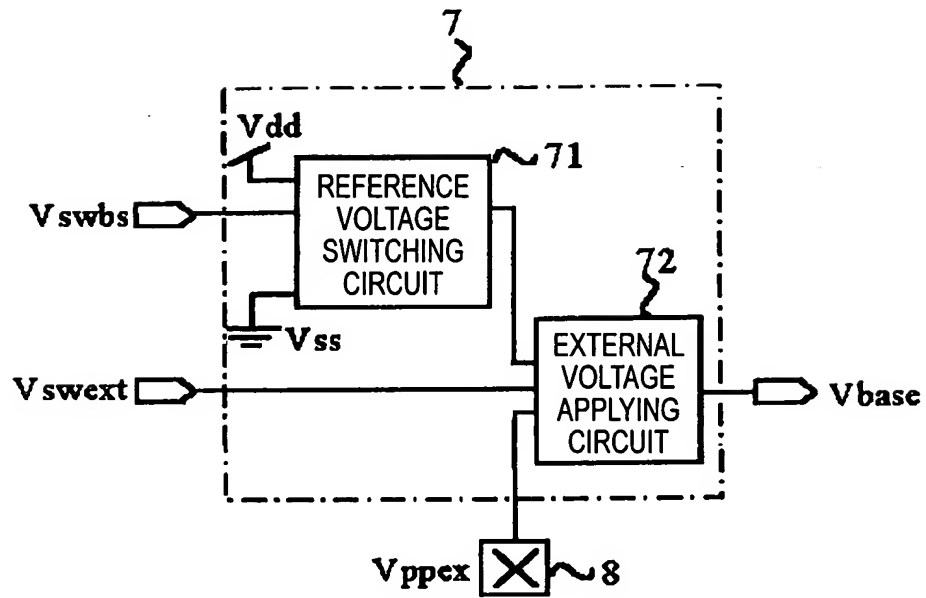 7
Vdd
71
REFERENCE
VOLTAGE
SWITCHING
CIRCUIT
Vswbs
72
Vss
EXTERNAL
VOLTAGE
APPLYING
CIRCUIT
Vswext
Vbase
Vppex
8